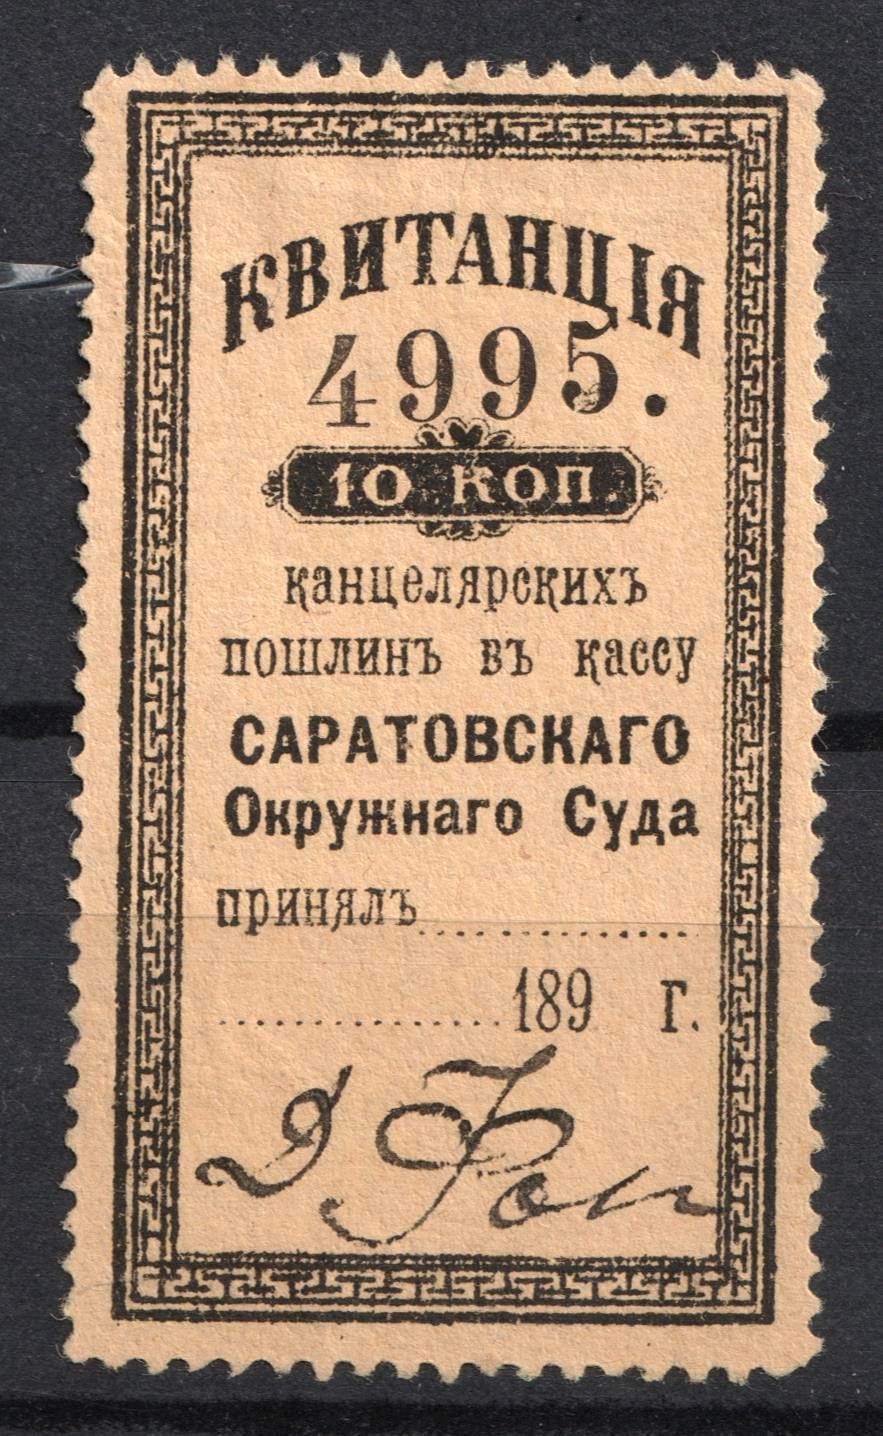 КВИТАНЦІЯ
4995.
10 КОП.
канцелярскихъ
пошлинъ въ кассу
САРАТОВСКАГО
Окружнаго Суда
принялъ
189 Г.